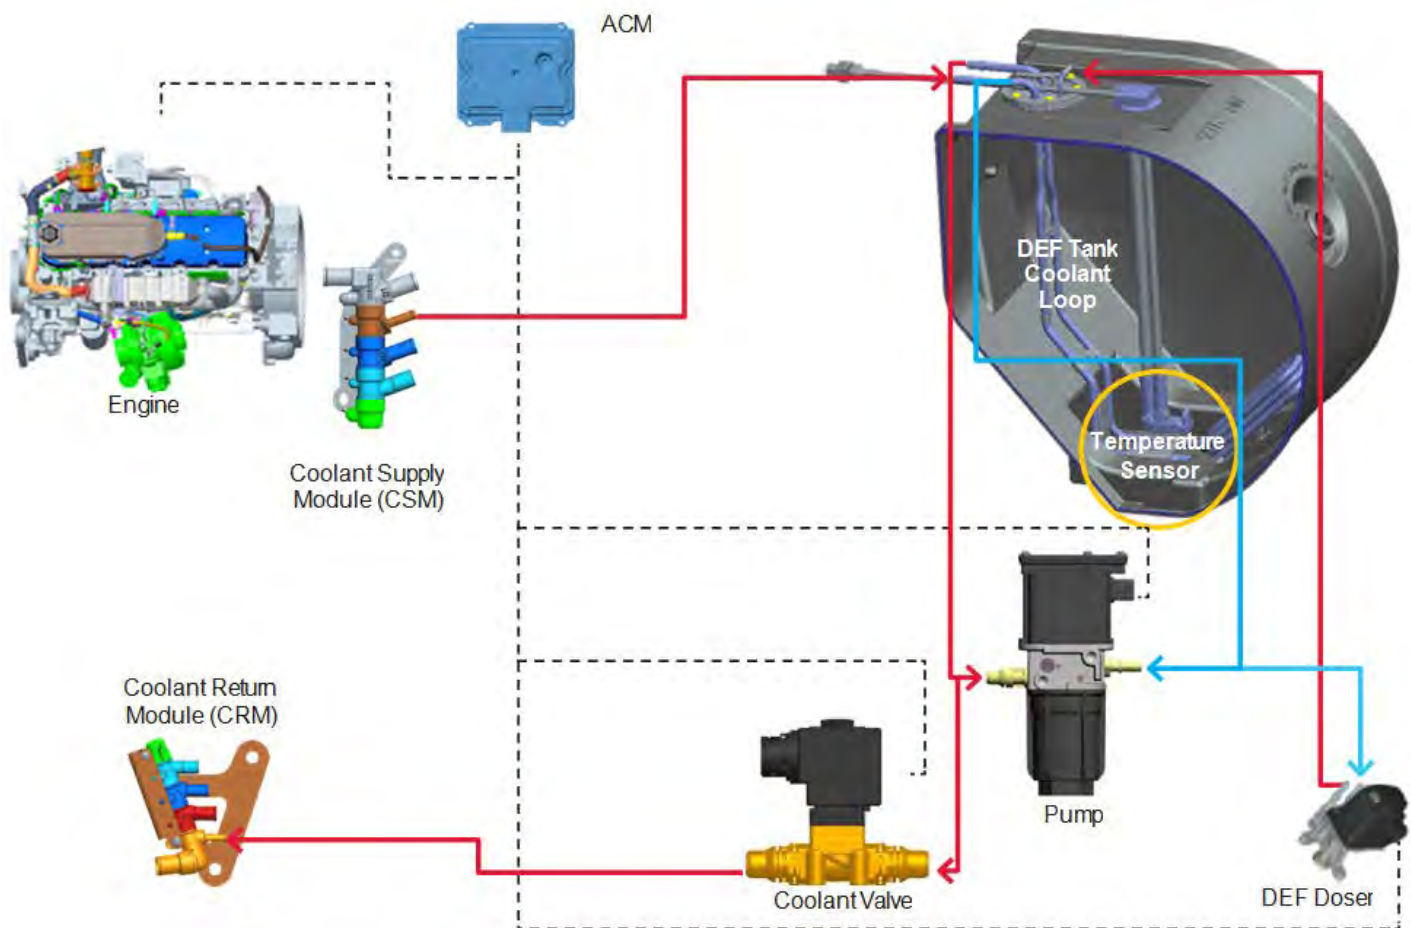 ACM
Engine
Coolant Supply
Module (CSM)
DEF Tank
Coolant
Loop
Temperature
Sensor
Coolant Return
Module (CRM)
Pump
Coolant Valve
DEF Doser